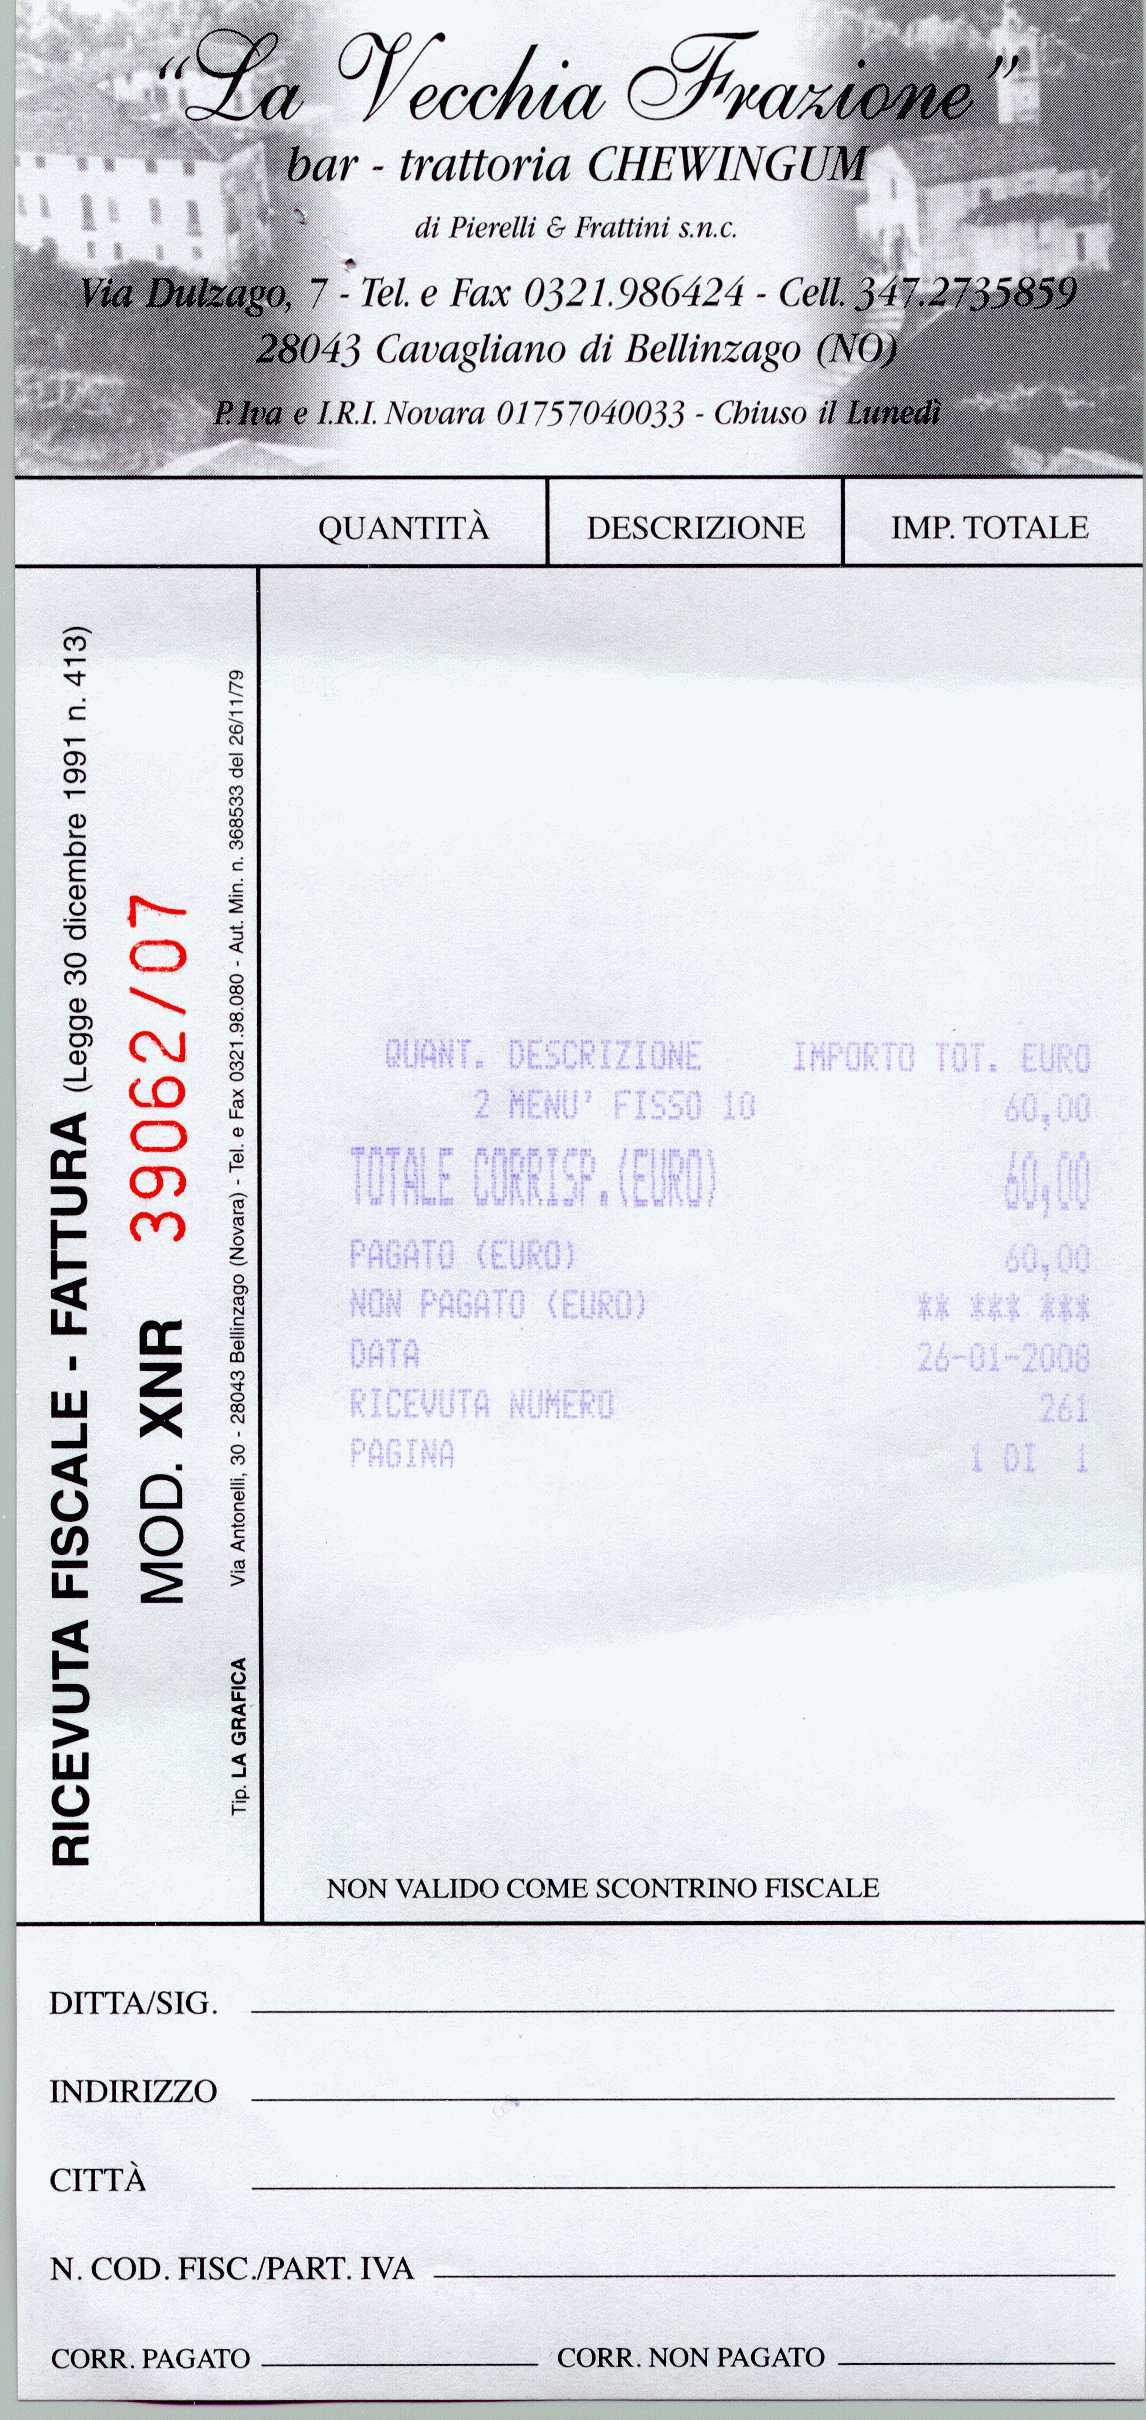 “La Vecchia Frazione”
bar - trattoria CHEWINGUM
di Pierelli & Frattini s.n.c.
Via Dulzago, 7 - Tel. e Fax 0321.986424 - Cell. 347.2735859
28043 Cavagliano di Bellinzago (NO)
P.Iva e I.R.I. Novara 01757040033 - Chiuso il Lunedì
QUANTITÀ DESCRIZIONE IMP. TOTALE
RICEVUTA FISCALE - FATTURA (Legge 30 dicembre 1991 n. 413)
MOD. XNR 39062/07
Tip. LA GRAFICA Via Antonelli, 30 - 28043 Bellinzago (Novara) - Tel. e Fax 0321.98.080 - Aut. Min. n. 368533 del 26/11/79
QUANT. DESCRIZIONE IMPORTO TOT. EURO
2 MENU' FISSO 10 60,00
TOTALE CORRISP.(EURO) 60,00
PAGATO (EURO) 60,00
NON PAGATO (EURO) ** *** ***
DATA 26-01-2008
RICEVUTA NUMERO 261
PAGINA 1 DI 1
NON VALIDO COME SCONTRINO FISCALE
DITTA/SIG.
INDIRIZZO
CITTÀ
N. COD. FISC./PART. IVA
CORR. PAGATO CORR. NON PAGATO